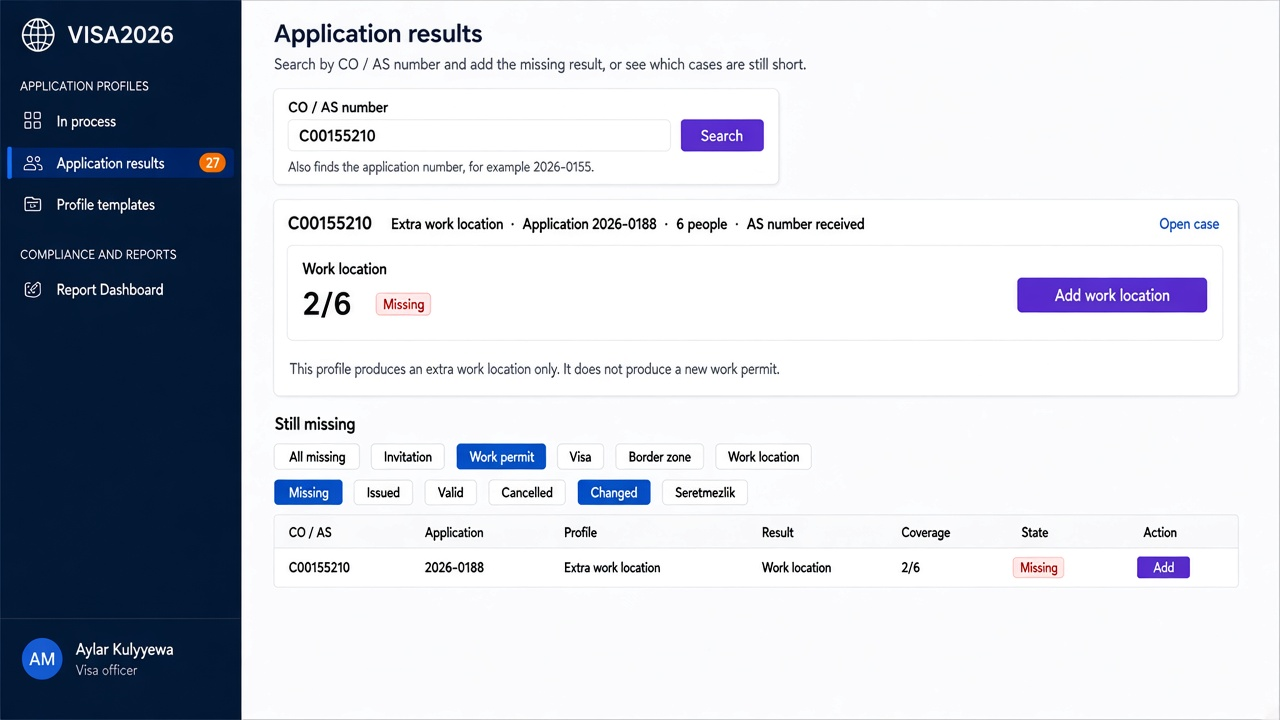 VISA2026
APPLICATION PROFILES
In process
Application results 27
Profile templates
COMPLIANCE AND REPORTS
Report Dashboard
AM
Aylar Kulyyewa
Visa officer
Application results
Search by CO / AS number and add the missing result, or see which cases are still short.
CO / AS number
C00155210
Search
Also finds the application number, for example 2026-0155.
C00155210 Extra work location · Application 2026-0188 · 6 people · AS number received Open case
Work location
2/6 Missing
Add work location
This profile produces an extra work location only. It does not produce a new work permit.
Still missing
All missing Invitation Work permit Visa Border zone Work location
Missing Issued Valid Cancelled Changed Seretmezlik
CO / AS Application Profile Result Coverage State Action
C00155210 2026-0188 Extra work location Work location 2/6 Missing Add